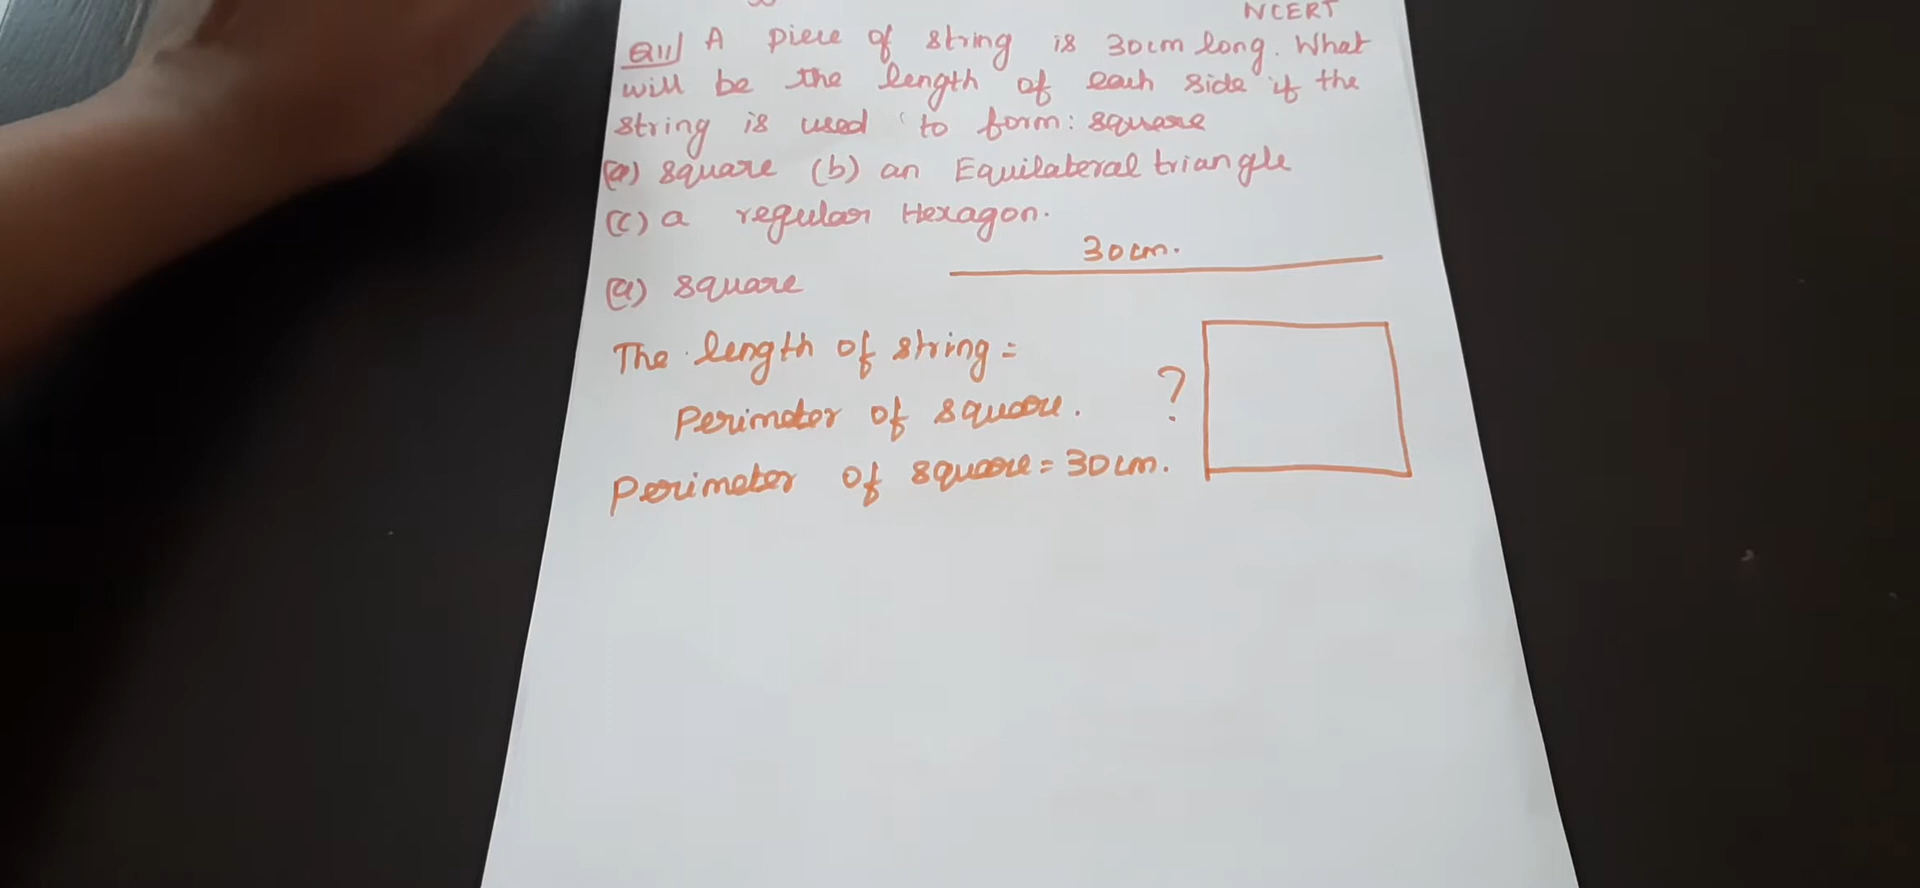 NCERT
Q11) A piece of string is 30cm long. What
will be the length of each side if the
string is used to form: square
(a) square (b) an Equilateral triangle
(c) a regular Hexagon.
30cm.
(a) square
The length of string =
Perimeter of square.
?
Perimeter of square = 30cm.